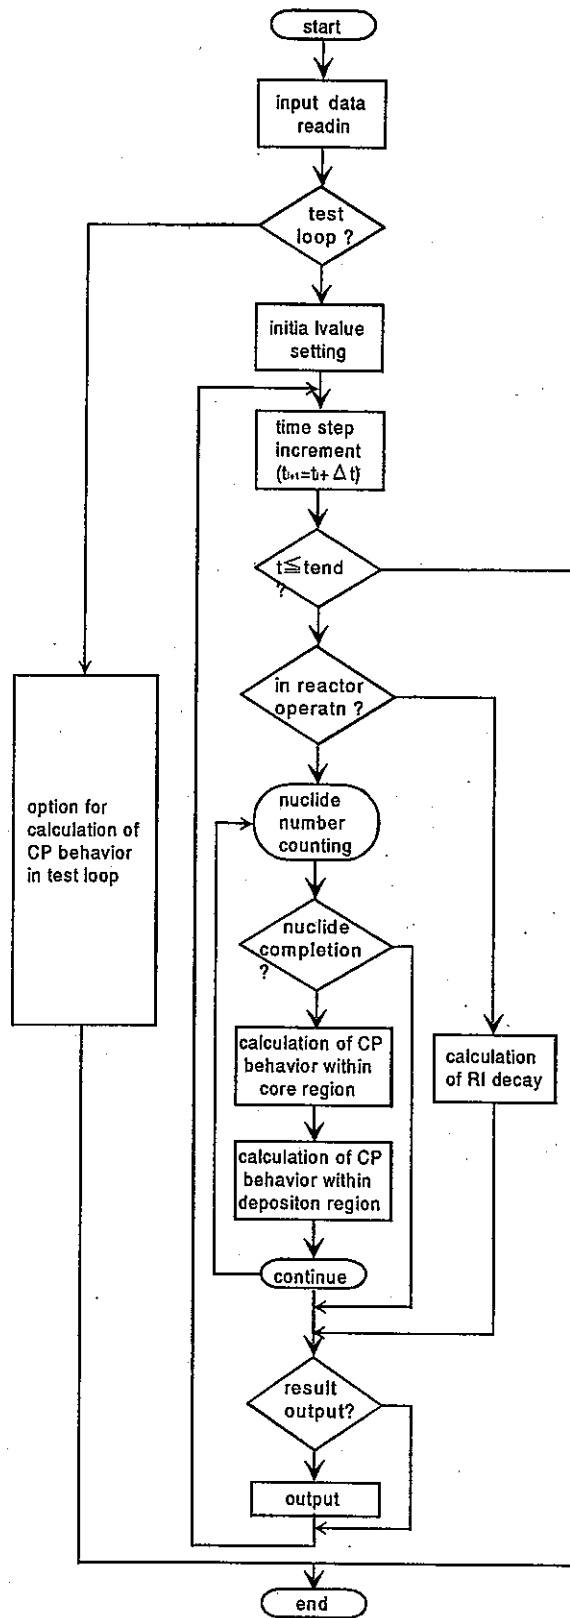 start
input data
readin
test
loop ?
initia lvalue
setting
time step
increment
(ti+1=ti+ Δt)
t≦tend
?
in reactor
operatn ?
nuclide
number
counting
nuclide
completion
?
option for
calculation of
CP behavior
in test loop
calculation of CP
behavior within
core region
calculation
of RI decay
calculation of CP
behavior within
depositon region
continue
result
output?
output
end